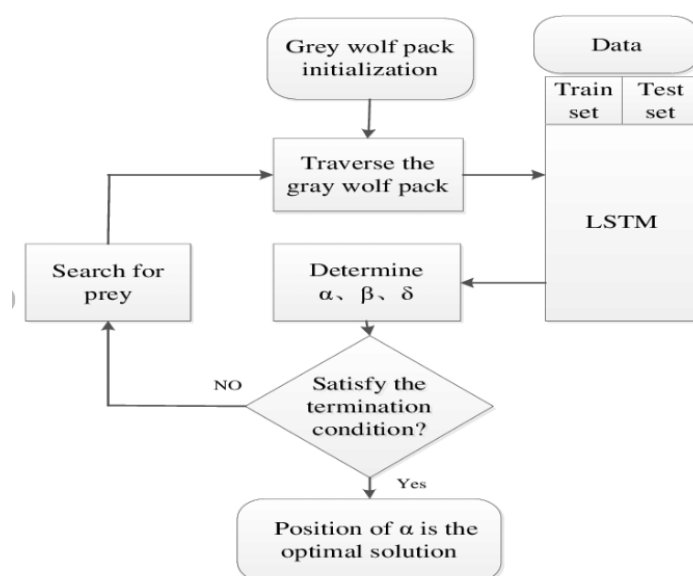 Grey wolf pack
initialization
Data
Train
set
Test
set
Traverse the
gray wolf pack
LSTM
Search for
prey
Determine
α、β、δ
NO
Satisfy the
termination
condition?
Yes
Position of α is the
optimal solution